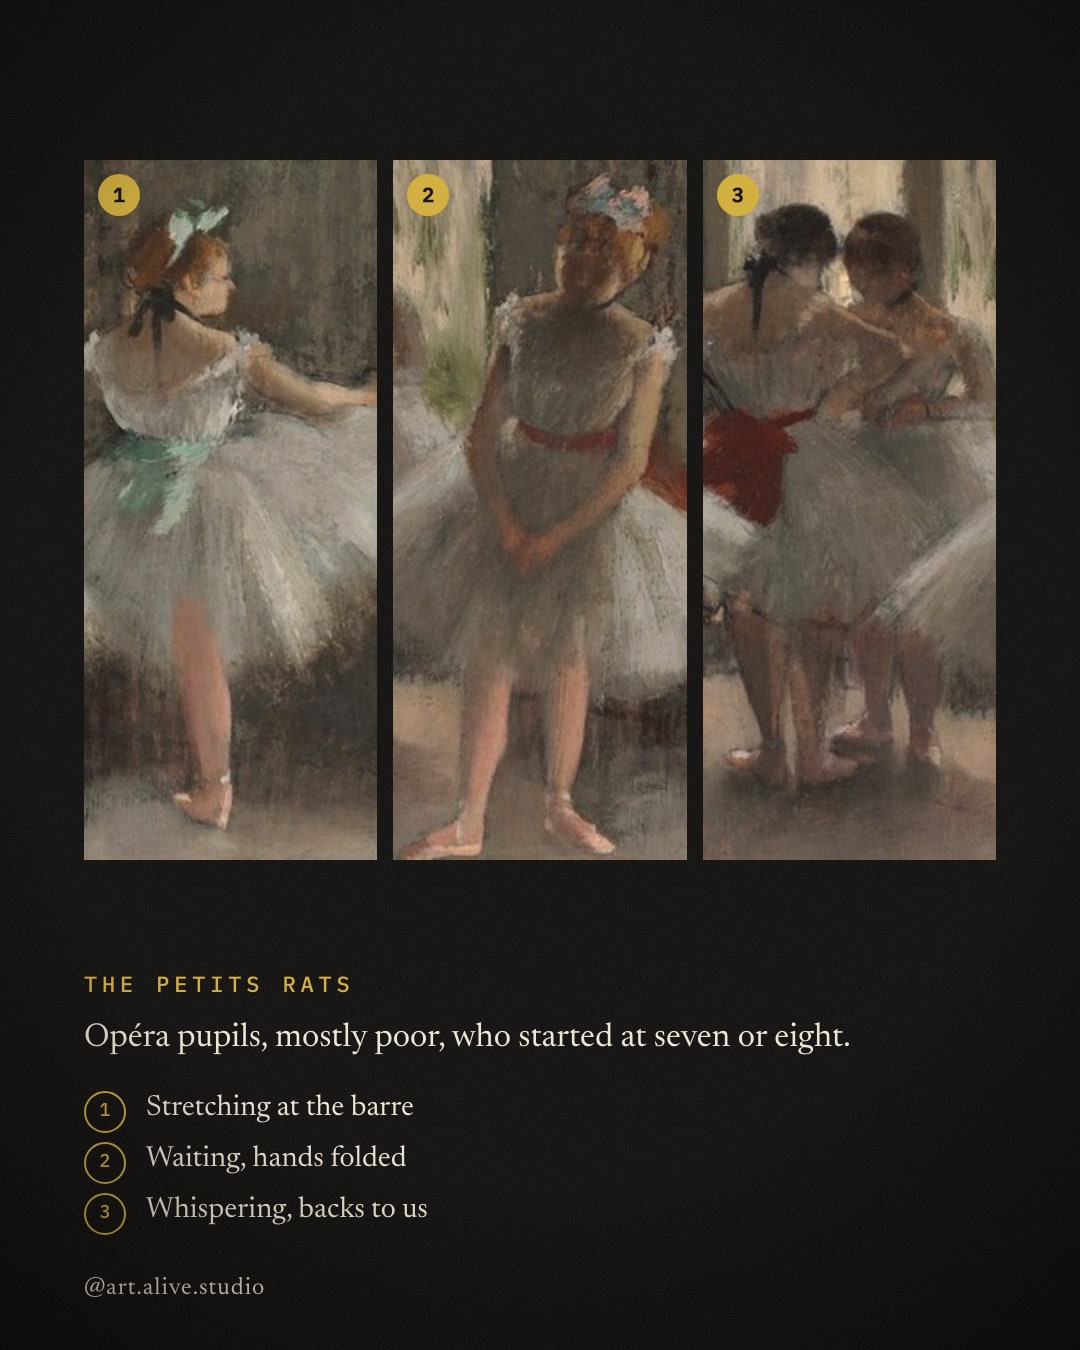 1
2
3
THE PETITS RATS
Opéra pupils, mostly poor, who started at seven or eight.
1 Stretching at the barre
2 Waiting, hands folded
3 Whispering, backs to us
@art.alive.studio